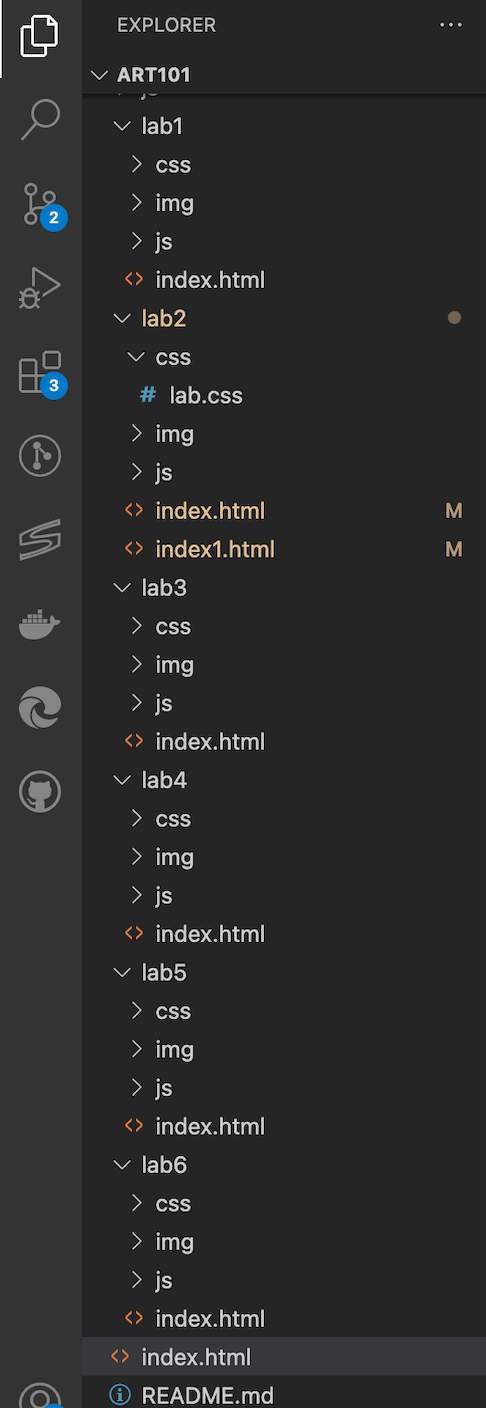 EXPLORER
ART101
lab1
css
img
js
index.html
2
lab2
css
3
# lab.css
img
js
index.html M
index1.html M
lab3
css
img
js
index.html
lab4
css
img
js
index.html
lab5
css
img
js
index.html
lab6
css
img
js
index.html
index.html
README.md